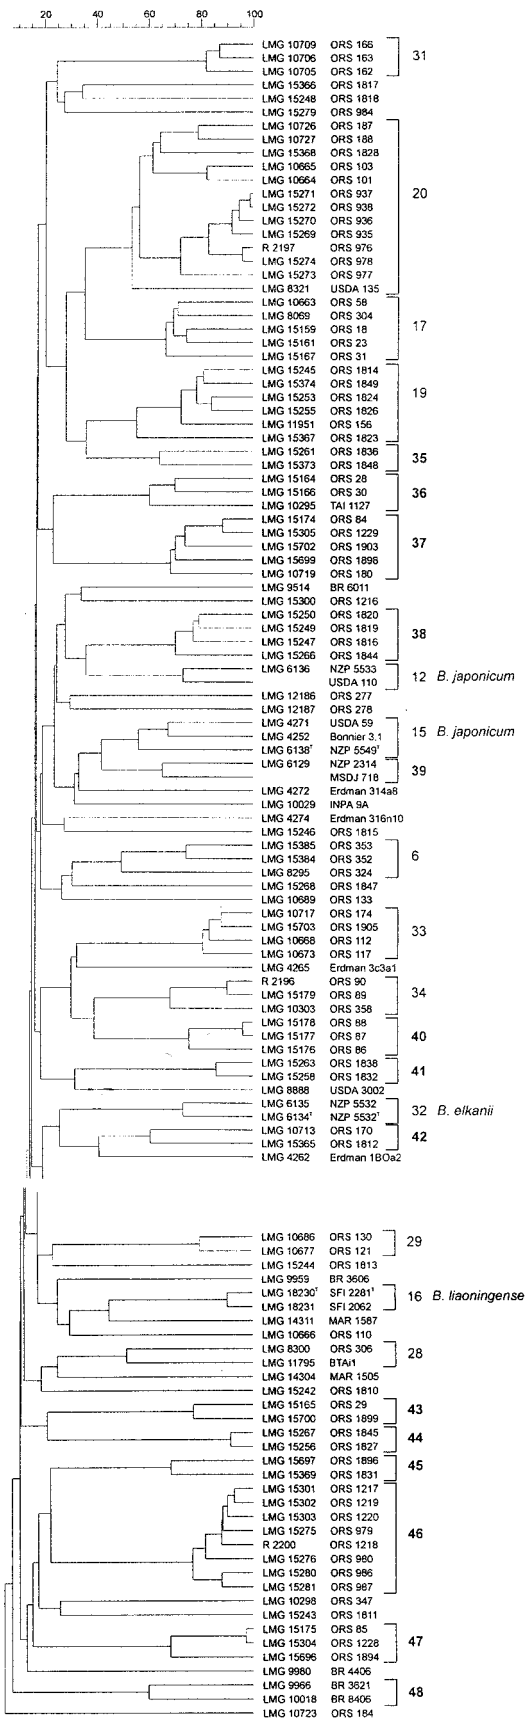 20 40 60 80 100
LMG 10709 ORS 166
LMG 10706 ORS 163 31
LMG 10705 ORS 162
LMG 15366 ORS 1817
LMG 15248 ORS 1818
LMG 15279 ORS 984
LMG 10726 ORS 187
LMG 10727 ORS 188
LMG 15368 ORS 1828
LMG 10665 ORS 103
LMG 10664 ORS 101
LMG 15271 ORS 937 20
LMG 15272 ORS 938
LMG 15270 ORS 936
LMG 15269 ORS 935
R 2197 ORS 976
LMG 15274 ORS 978
LMG 15273 ORS 977
LMG 8321 USDA 135
LMG 10663 ORS 58
LMG 8069 ORS 304
LMG 15159 ORS 18 17
LMG 15161 ORS 23
LMG 15167 ORS 31
LMG 15245 ORS 1814
LMG 15374 ORS 1849
LMG 15253 ORS 1824 19
LMG 15255 ORS 1826
LMG 11951 ORS 156
LMG 15367 ORS 1823
LMG 15261 ORS 1836 35
LMG 15373 ORS 1848
LMG 15164 ORS 28
LMG 15166 ORS 30 36
LMG 10295 TAI 1127
LMG 15174 ORS 84
LMG 15305 ORS 1229
LMG 15702 ORS 1903 37
LMG 15699 ORS 1898
LMG 10719 ORS 180
LMG 9514 BR 6011
LMG 15300 ORS 1216
LMG 15250 ORS 1820
LMG 15249 ORS 1819 38
LMG 15247 ORS 1816
LMG 15266 ORS 1844
LMG 6136 NZP 5533 12 B. japonicum
USDA 110
LMG 12186 ORS 277
LMG 12187 ORS 278
LMG 4271 USDA 59
LMG 4252 Bonnier 3.1 15 B. japonicum
LMG 6138ᵀ NZP 5549ᵀ
LMG 6129 NZP 2314 39
MSDJ 718
LMG 4272 Erdman 314a8
LMG 10029 INPA 9A
LMG 4274 Erdman 316n10
LMG 15246 ORS 1815
LMG 15385 ORS 353
LMG 15384 ORS 352 6
LMG 8295 ORS 324
LMG 15268 ORS 1847
LMG 10689 ORS 133
LMG 10717 ORS 174
LMG 15703 ORS 1905 33
LMG 10668 ORS 112
LMG 10673 ORS 117
LMG 4265 Erdman 3c3a1
R 2196 ORS 90
LMG 15179 ORS 89 34
LMG 10303 ORS 358
LMG 15178 ORS 88
LMG 15177 ORS 87 40
LMG 15176 ORS 86
LMG 15263 ORS 1838 41
LMG 15258 ORS 1832
LMG 8888 USDA 3002
LMG 6135 NZP 5532 32 B. elkanii
LMG 6134ᵀ NZP 5532ᵀ
LMG 10713 ORS 170 42
LMG 15365 ORS 1812
LMG 4262 Erdman 1BOa2
LMG 10686 ORS 130 29
LMG 10677 ORS 121
LMG 15244 ORS 1813
LMG 9959 BR 3606
LMG 18230ᵀ SFI 2281ᵀ 16 B. liaoningense
LMG 18231 SFI 2062
LMG 14311 MAR 1587
LMG 10666 ORS 110
LMG 8300 ORS 306 28
LMG 11795 BTAi1
LMG 14304 MAR 1505
LMG 15242 ORS 1810
LMG 15165 ORS 29 43
LMG 15700 ORS 1899
LMG 15267 ORS 1845 44
LMG 15256 ORS 1827
LMG 15697 ORS 1896 45
LMG 15369 ORS 1831
LMG 15301 ORS 1217
LMG 15302 ORS 1219
LMG 15303 ORS 1220
LMG 15275 ORS 979 46
R 2200 ORS 1218
LMG 15276 ORS 980
LMG 15280 ORS 986
LMG 15281 ORS 987
LMG 10298 ORS 347
LMG 15243 ORS 1811
LMG 15175 ORS 85
LMG 15304 ORS 1228 47
LMG 15696 ORS 1894
LMG 9980 BR 4406
LMG 9966 BR 3621 48
LMG 10018 BR 8406
LMG 10723 ORS 184